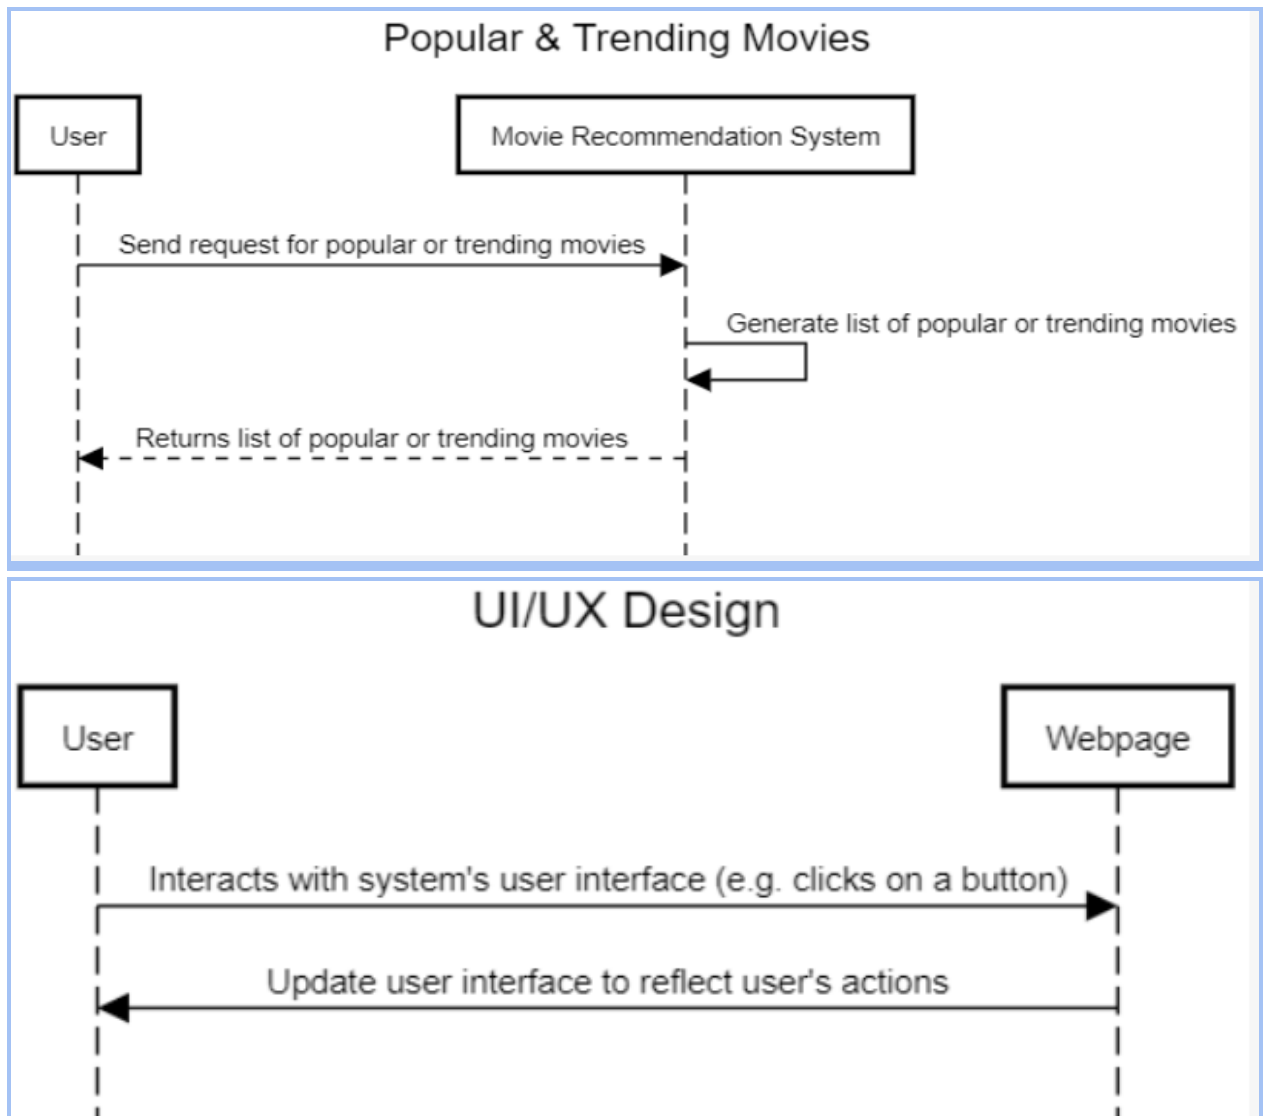 Popular & Trending Movies
User
Movie Recommendation System
Send request for popular or trending movies
Generate list of popular or trending movies
Returns list of popular or trending movies
UI/UX Design
User
Webpage
Interacts with system's user interface (e.g. clicks on a button)
Update user interface to reflect user's actions